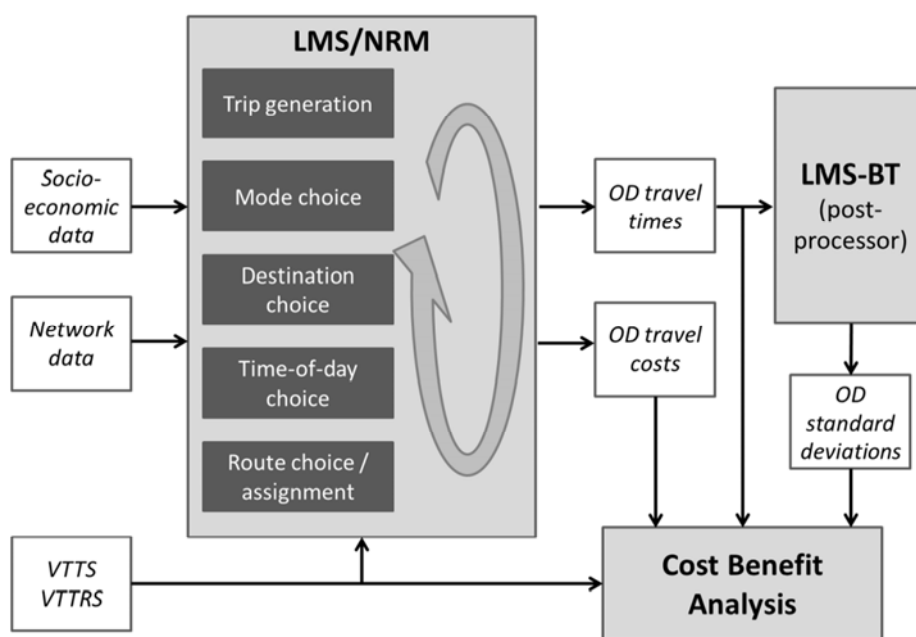 LMS/NRM
Trip generation
Mode choice
Destination
choice
Time-of-day
choice
Route choice /
assignment
Socio-
economic
data
Network
data
VTTS
VTTRS
OD travel
times
OD travel
costs
LMS-BT
(post-
processor)
OD
standard
deviations
Cost Benefit
Analysis